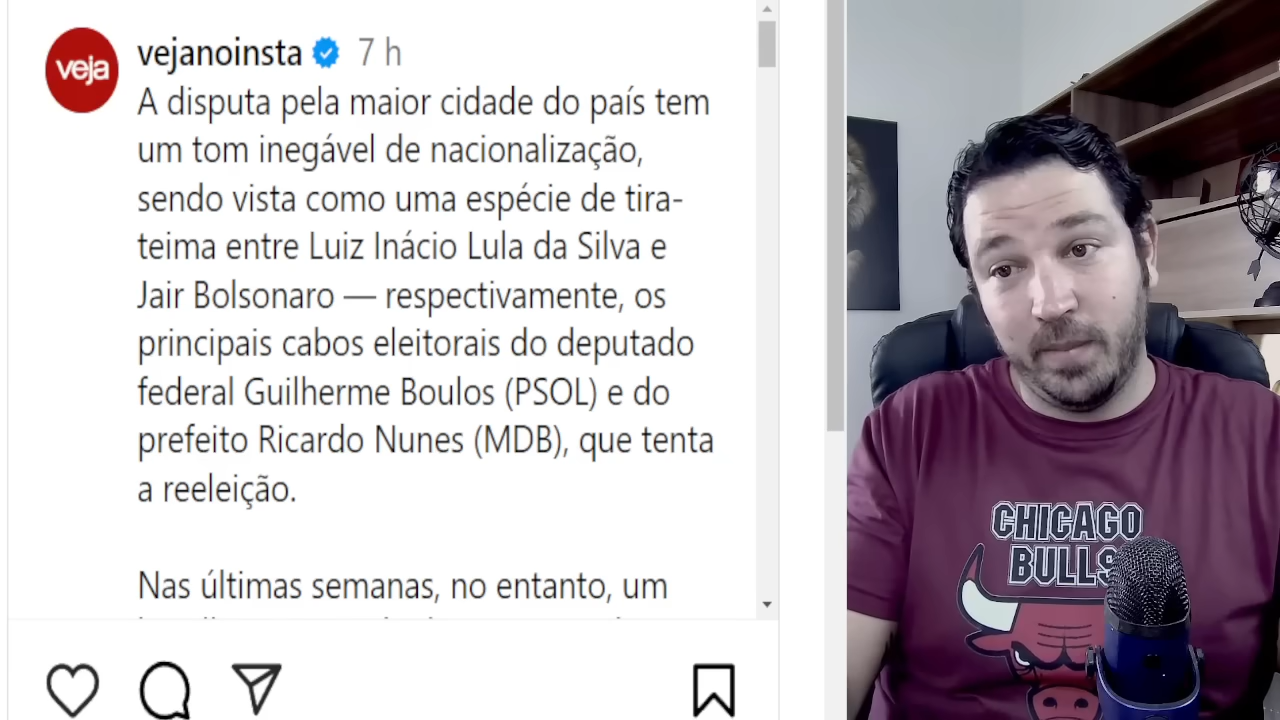 veja
vejanoinsta 7 h
A disputa pela maior cidade do país tem
um tom inegável de nacionalização,
sendo vista como uma espécie de tira-
teima entre Luiz Inácio Lula da Silva e
Jair Bolsonaro — respectivamente, os
principais cabos eleitorais do deputado
federal Guilherme Boulos (PSOL) e do
prefeito Ricardo Nunes (MDB), que tenta
a reeleição.
Nas últimas semanas, no entanto, um
CHICAGO
BULLS